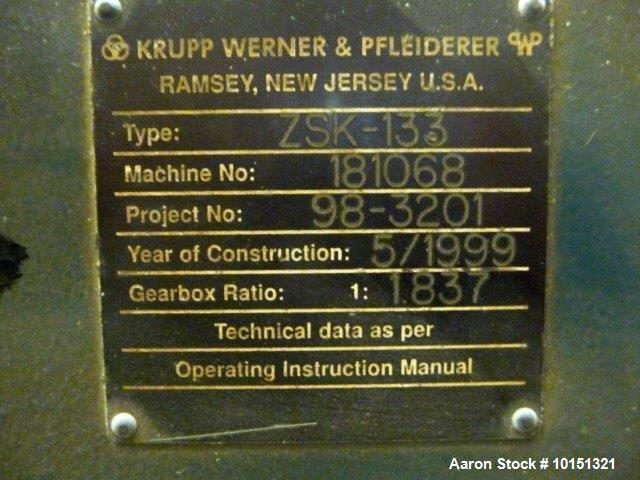 KRUPP WERNER & PFLEIDERER WP
RAMSEY, NEW JERSEY U.S.A.
Type: ZSK-133
Machine No: 181068
Project No: 98-3201
Year of Construction: 5/1999
Gearbox Ratio: 1: 1.837
Technical data as per
Operating Instruction Manual
Aaron Stock # 10151321